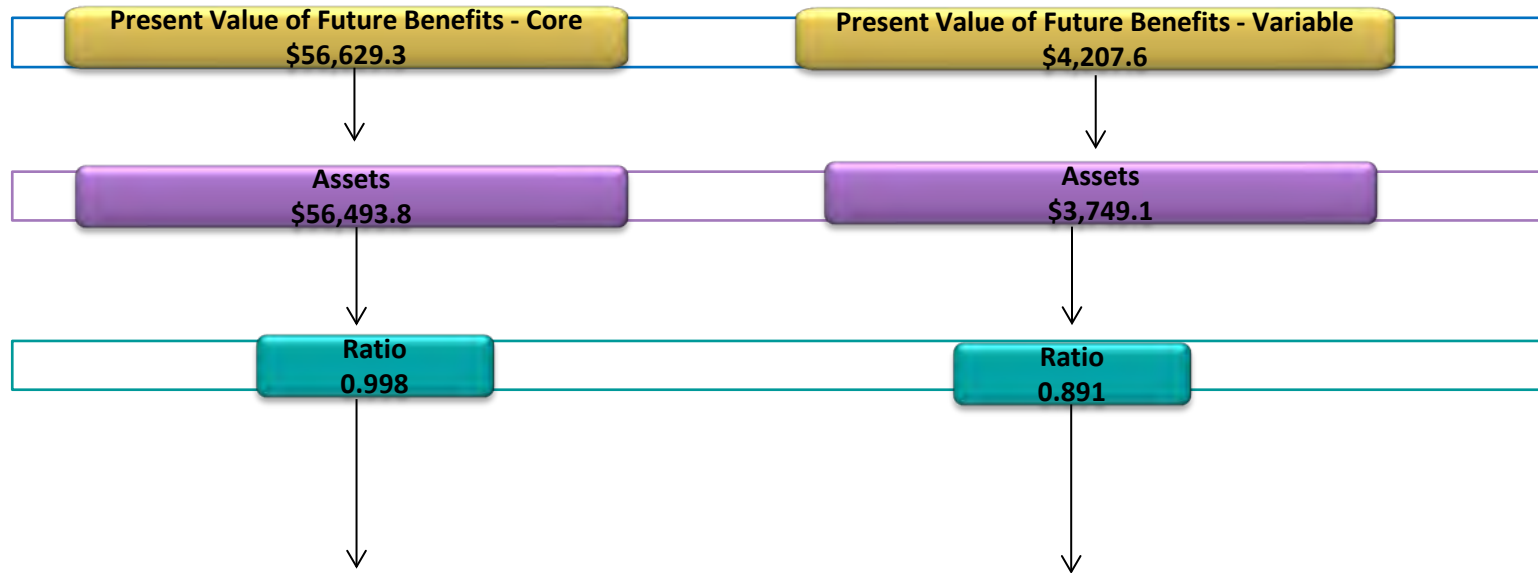 Present Value of Future Benefits - Core
$56,629.3
Present Value of Future Benefits - Variable
$4,207.6
Assets
$56,493.8
Assets
$3,749.1
Ratio
0.998
Ratio
0.891